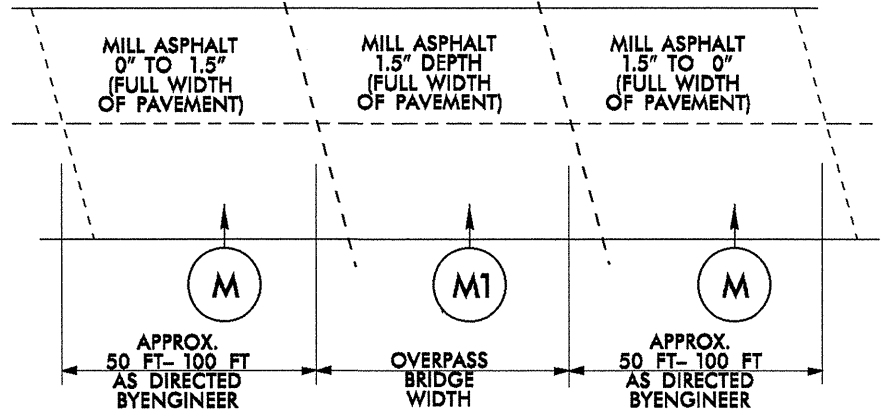 MILL ASPHALT
0" TO 1.5"
(FULL WIDTH
OF PAVEMENT)
MILL ASPHALT
1.5" DEPTH
(FULL WIDTH
OF PAVEMENT)
MILL ASPHALT
1.5" TO 0"
(FULL WIDTH
OF PAVEMENT)
M
M1
M
APPROX.
50 FT– 100 FT
AS DIRECTED
BYENGINEER
OVERPASS
BRIDGE
WIDTH
APPROX.
50 FT– 100 FT
AS DIRECTED
BYENGINEER